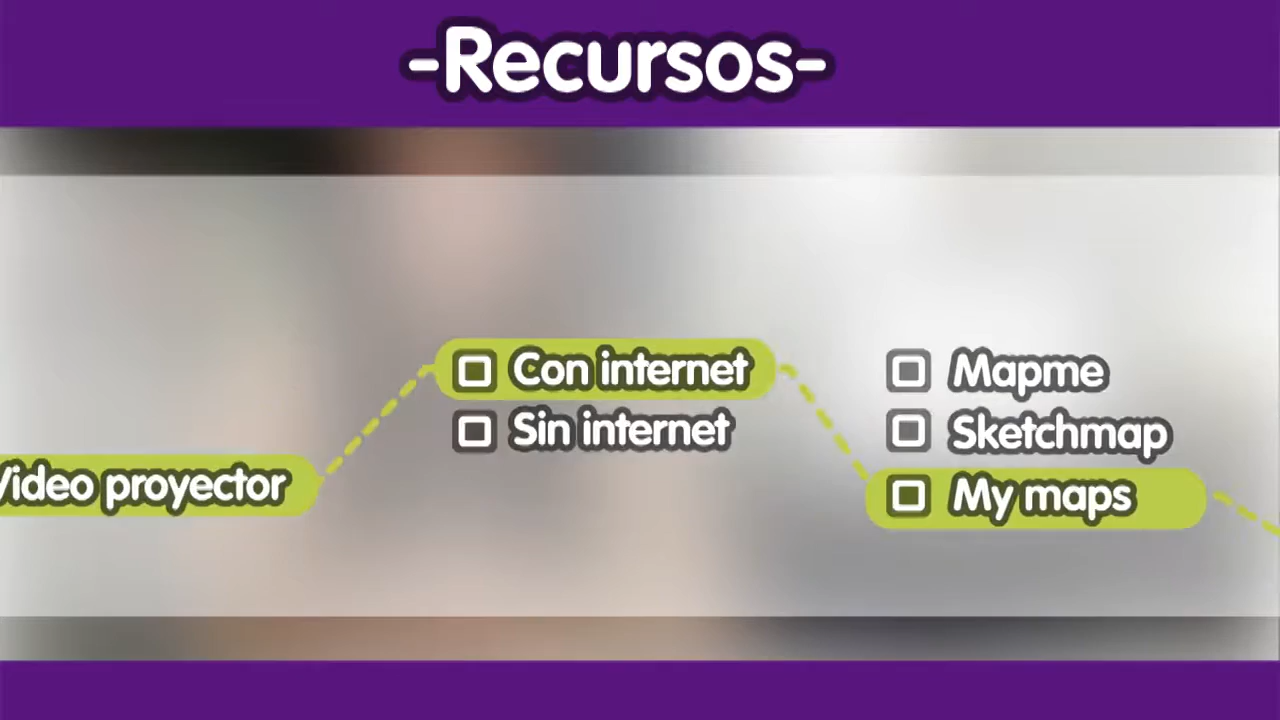 -Recursos-
Video proyector
Con internet
Sin internet
Mapme
Sketchmap
My maps